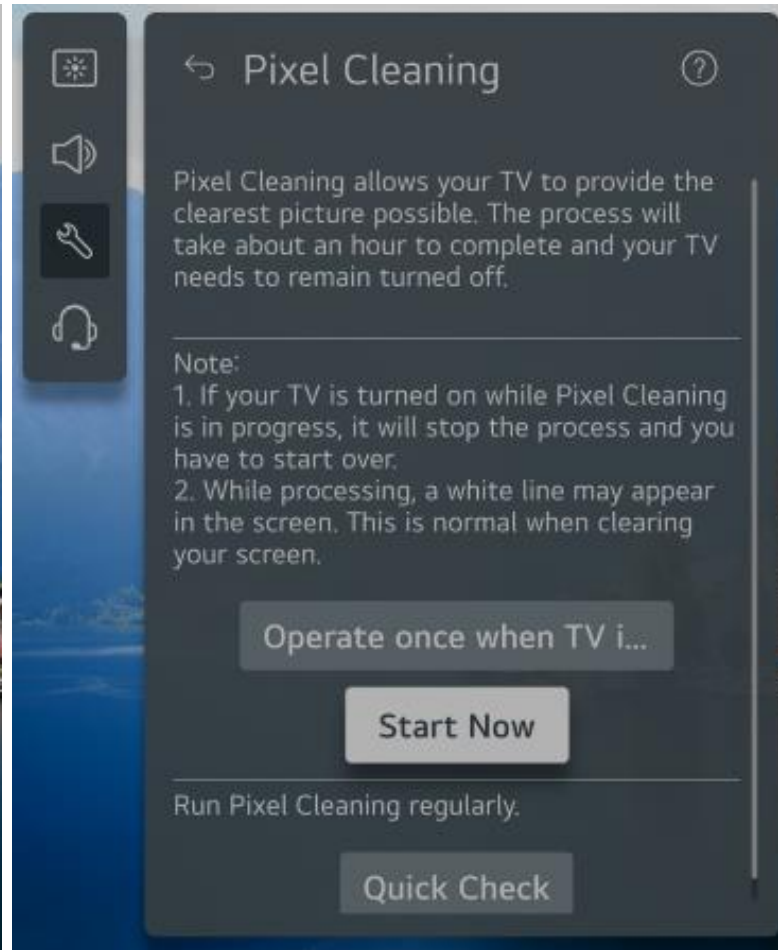 Pixel Cleaning
Pixel Cleaning allows your TV to provide the
clearest picture possible. The process will
take about an hour to complete and your TV
needs to remain turned off.
Note:
1. If your TV is turned on while Pixel Cleaning
is in progress, it will stop the process and you
have to start over.
2. While processing, a white line may appear
in the screen. This is normal when clearing
your screen.
Operate once when TV i...
Start Now
Run Pixel Cleaning regularly.
Quick Check